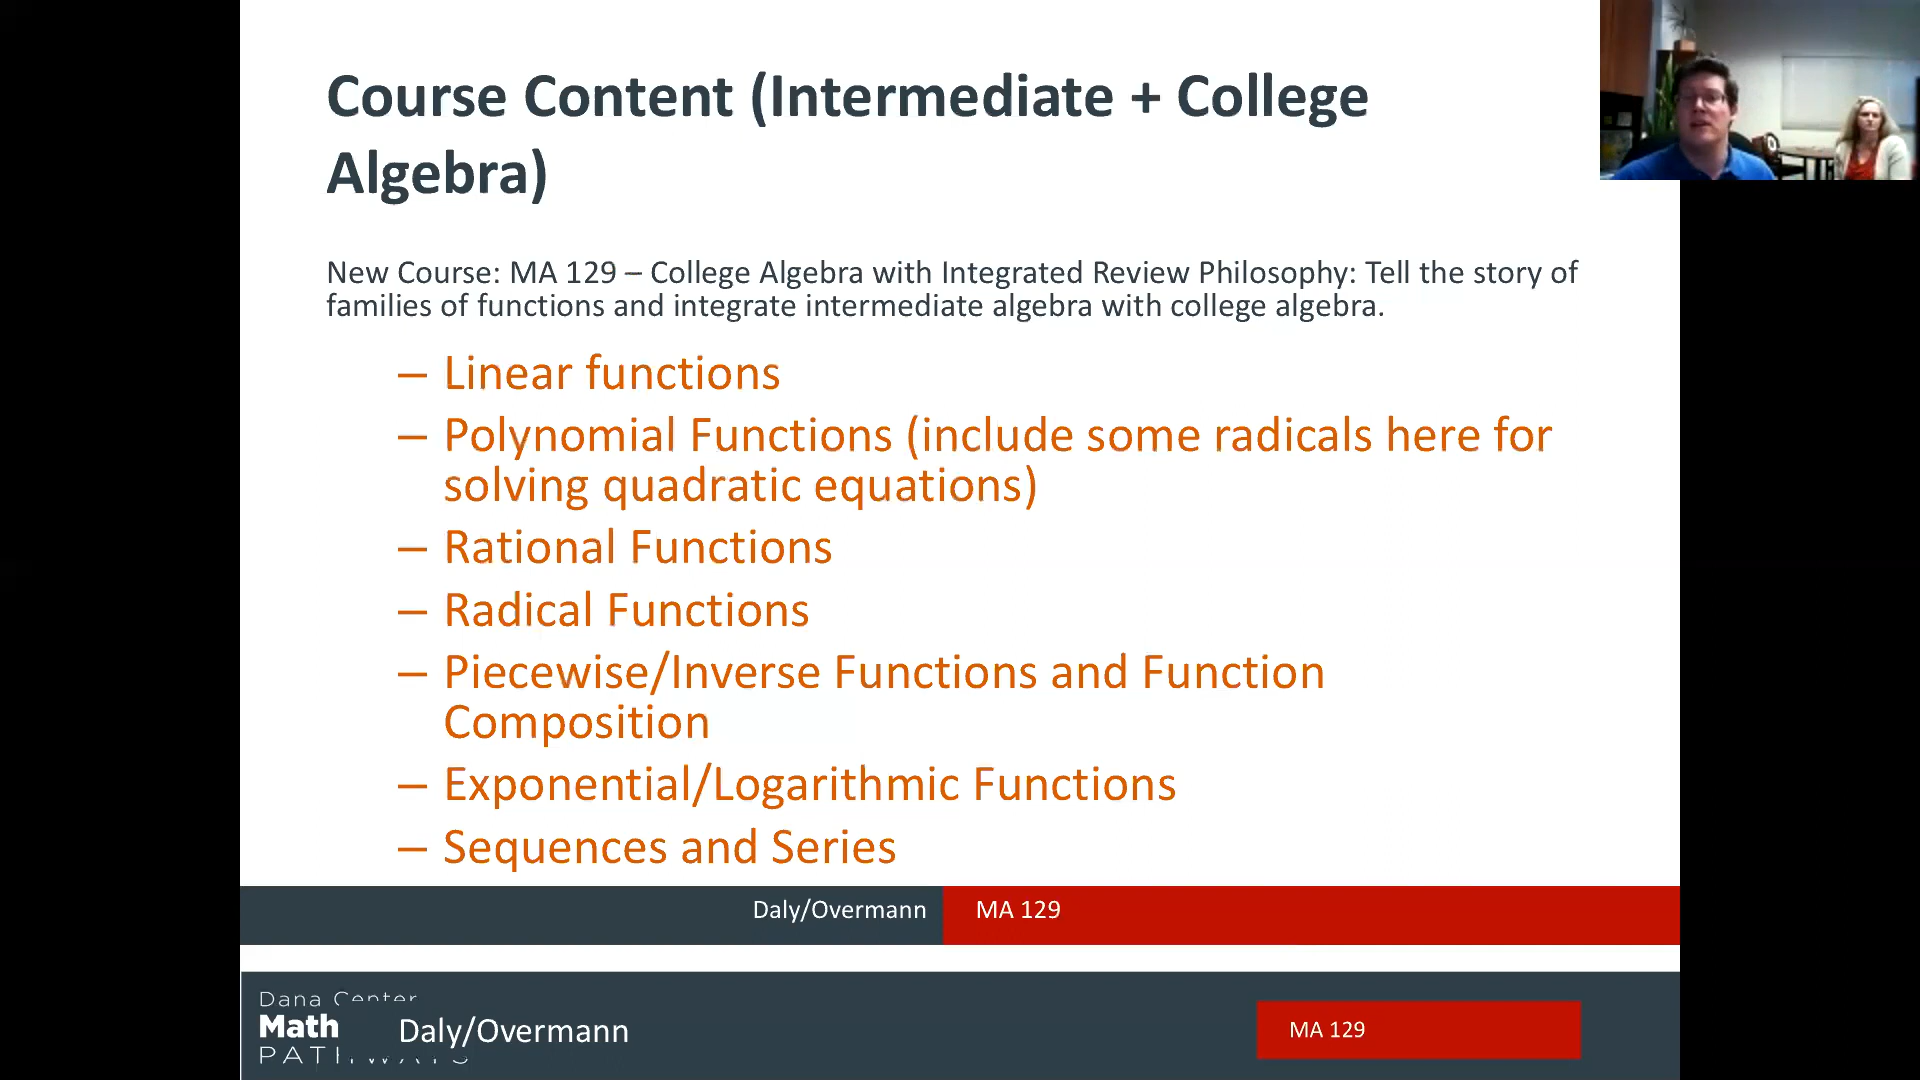 Course Content (Intermediate + College
Algebra)
New Course: MA 129 – College Algebra with Integrated Review Philosophy: Tell the story of
families of functions and integrate intermediate algebra with college algebra.
– Linear functions
– Polynomial Functions (include some radicals here for
solving quadratic equations)
– Rational Functions
– Radical Functions
– Piecewise/Inverse Functions and Function
Composition
– Exponential/Logarithmic Functions
– Sequences and Series
Daly/Overmann MA 129
Dana Center
Math
PATHWAYS
Daly/Overmann
MA 129